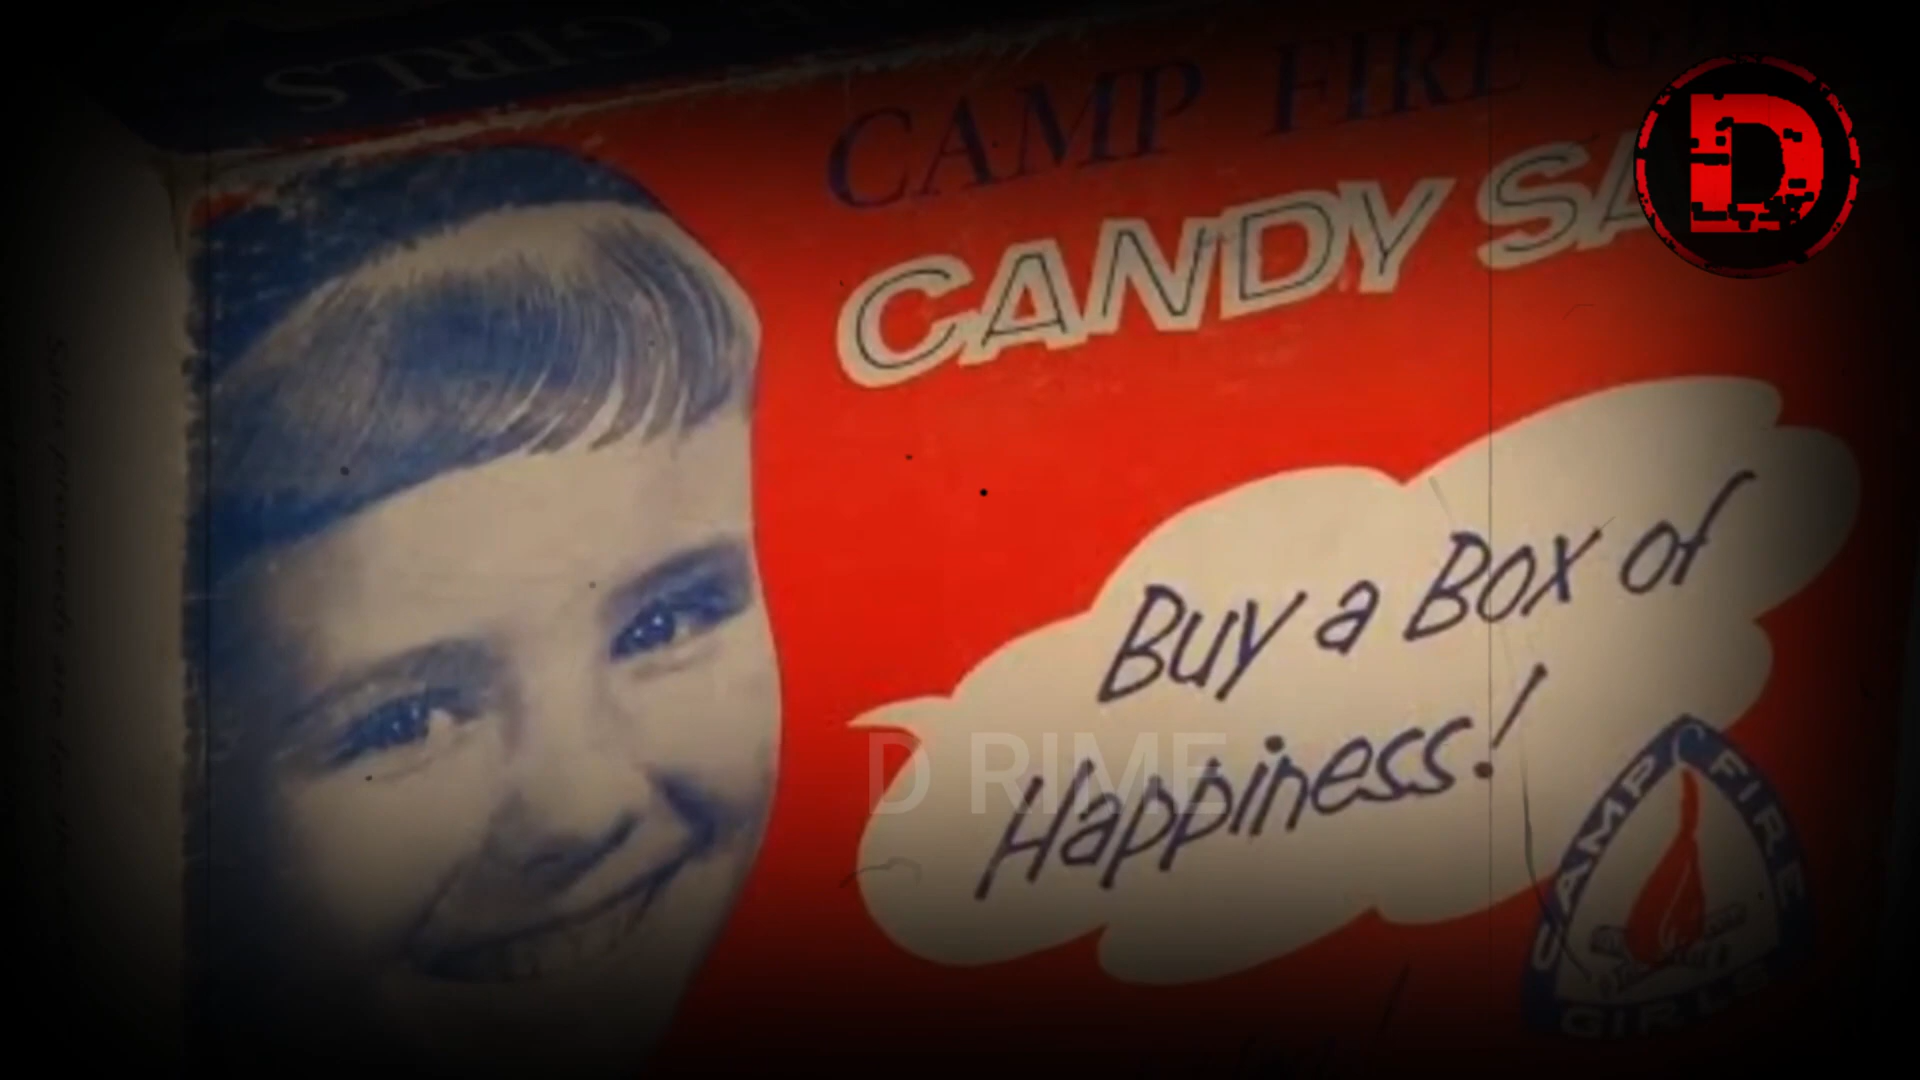 GIRLS
CAMP FIRE
CANDY SA
D
Buy a Box of
Happiness!
D RIME
CAMP FIRE
GIRLS